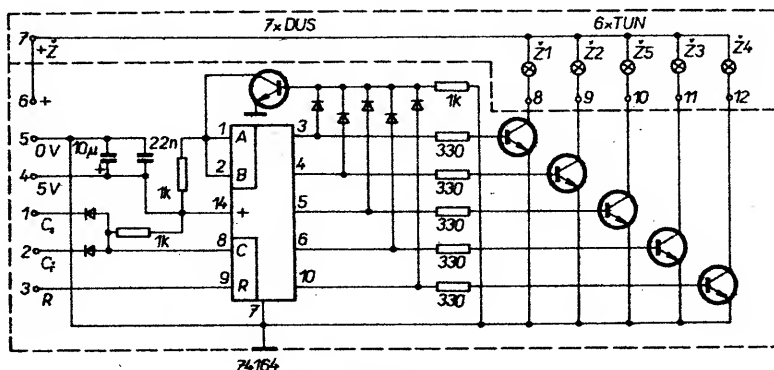 7×DUS 6×TUN
7 +Ž Ž1 Ž2 Ž5 Ž3 Ž4
6 +
1k 8 9 10 11 12
5 0V 10µ 22n 1 A 3 330
4 5V + 2 B 4 330
1k 14 + 5 330
1 C₁ 1k 8 C 6 330
2
3 R 9 R 10 330
7
74164